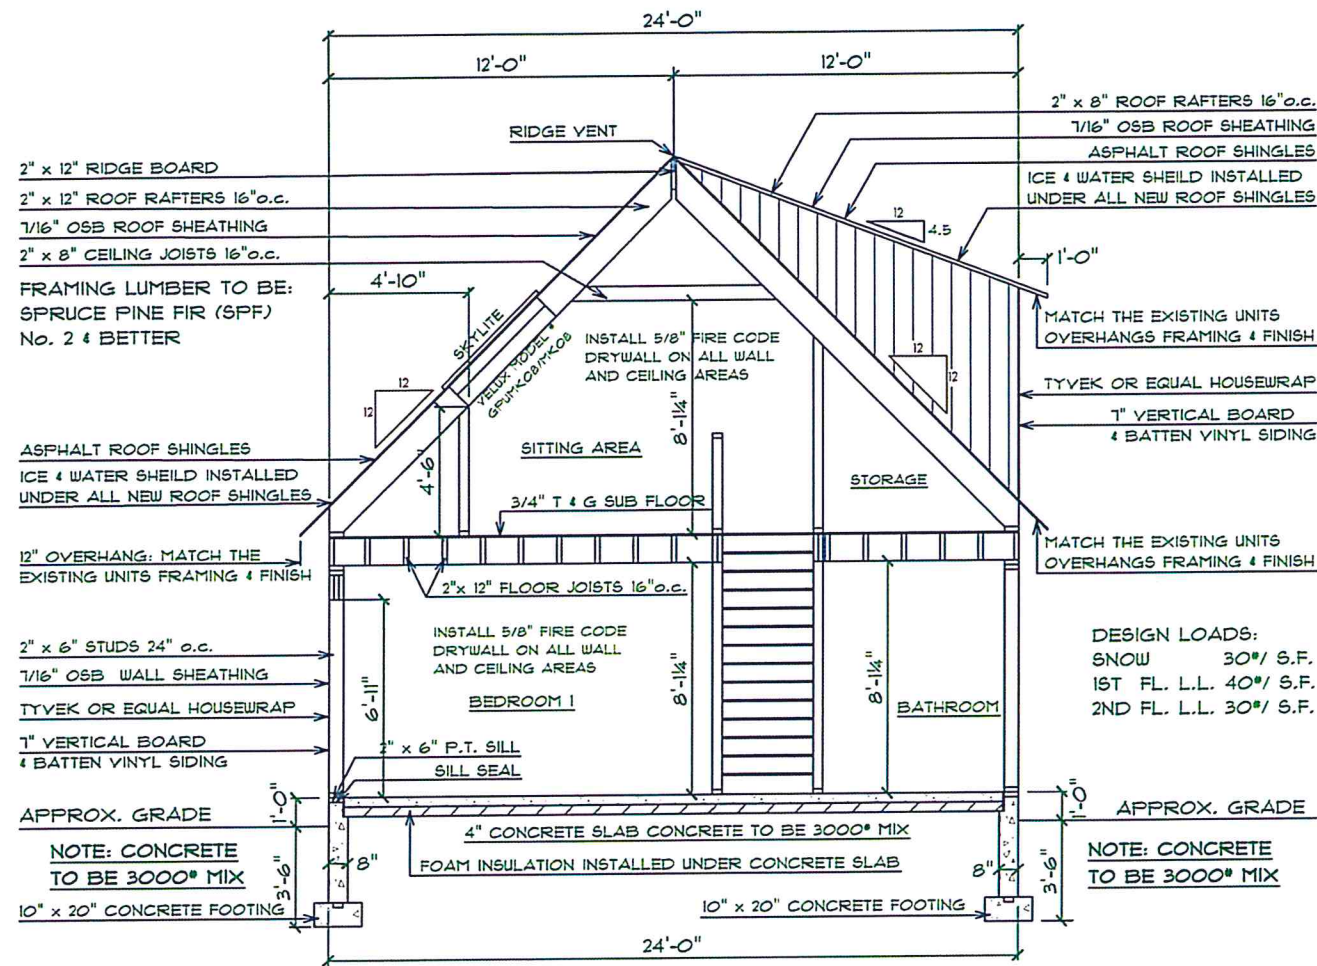 24'-0"
12'-0"
12'-0"
RIDGE VENT
2" x 12" RIDGE BOARD
2" x 12" ROOF RAFTERS 16"o.c.
7/16" OSB ROOF SHEATHING
2" x 8" CEILING JOISTS 16"o.c.
FRAMING LUMBER TO BE:
SPRUCE PINE FIR (SPF)
No. 2 & BETTER
4'-10"
SKYLITE
VELUX MODEL #
GPUMK08/MK08
12
12
ASPHALT ROOF SHINGLES
ICE & WATER SHEILD INSTALLED
UNDER ALL NEW ROOF SHINGLES
12" OVERHANG: MATCH THE
EXISTING UNITS FRAMING & FINISH
2" x 8" ROOF RAFTERS 16"o.c.
7/16" OSB ROOF SHEATHING
ASPHALT ROOF SHINGLES
ICE & WATER SHEILD INSTALLED
UNDER ALL NEW ROOF SHINGLES
12
4.5
1'-0"
MATCH THE EXISTING UNITS
OVERHANGS FRAMING & FINISH
12
12
TYVEK OR EQUAL HOUSEWRAP
7" VERTICAL BOARD
& BATTEN VINYL SIDING
INSTALL 5/8" FIRE CODE
DRYWALL ON ALL WALL
AND CEILING AREAS
8'-1¼"
4'-6"
SITTING AREA
STORAGE
3/4" T & G SUB FLOOR
MATCH THE EXISTING UNITS
OVERHANGS FRAMING & FINISH
2"x 12" FLOOR JOISTS 16"o.c.
INSTALL 5/8" FIRE CODE
DRYWALL ON ALL WALL
AND CEILING AREAS
BEDROOM 1
6'-11"
8'-1¼"
8'-1¼"
BATHROOM
DESIGN LOADS:
SNOW 30#/ S.F.
1ST FL. L.L. 40#/ S.F.
2ND FL. L.L. 30#/ S.F.
2" x 6" STUDS 24" o.c.
7/16" OSB WALL SHEATHING
TYVEK OR EQUAL HOUSEWRAP
7" VERTICAL BOARD
& BATTEN VINYL SIDING
2" x 6" P.T. SILL
SILL SEAL
1'-0"
APPROX. GRADE
NOTE: CONCRETE
TO BE 3000# MIX
3'-6"
8"
10" x 20" CONCRETE FOOTING
4" CONCRETE SLAB CONCRETE TO BE 3000# MIX
FOAM INSULATION INSTALLED UNDER CONCRETE SLAB
8"
10" x 20" CONCRETE FOOTING
1'-0
APPROX. GRADE
3'-6"
NOTE: CONCRETE
TO BE 3000# MIX
24'-0"